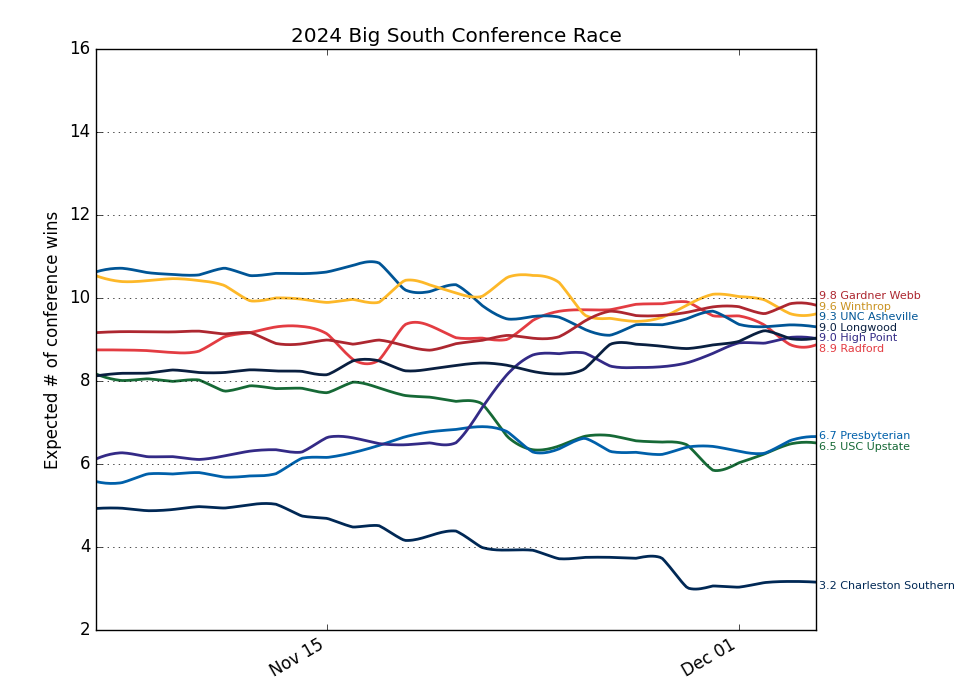 2024 Big South Conference Race
Expected # of conference wins
16
14
12
10
8
6
4
2
Nov 15
Dec 01
9.8 Gardner Webb
9.6 Winthrop
9.3 UNC Asheville
9.0 Longwood
9.0 High Point
8.9 Radford
6.7 Presbyterian
6.5 USC Upstate
3.2 Charleston Southern